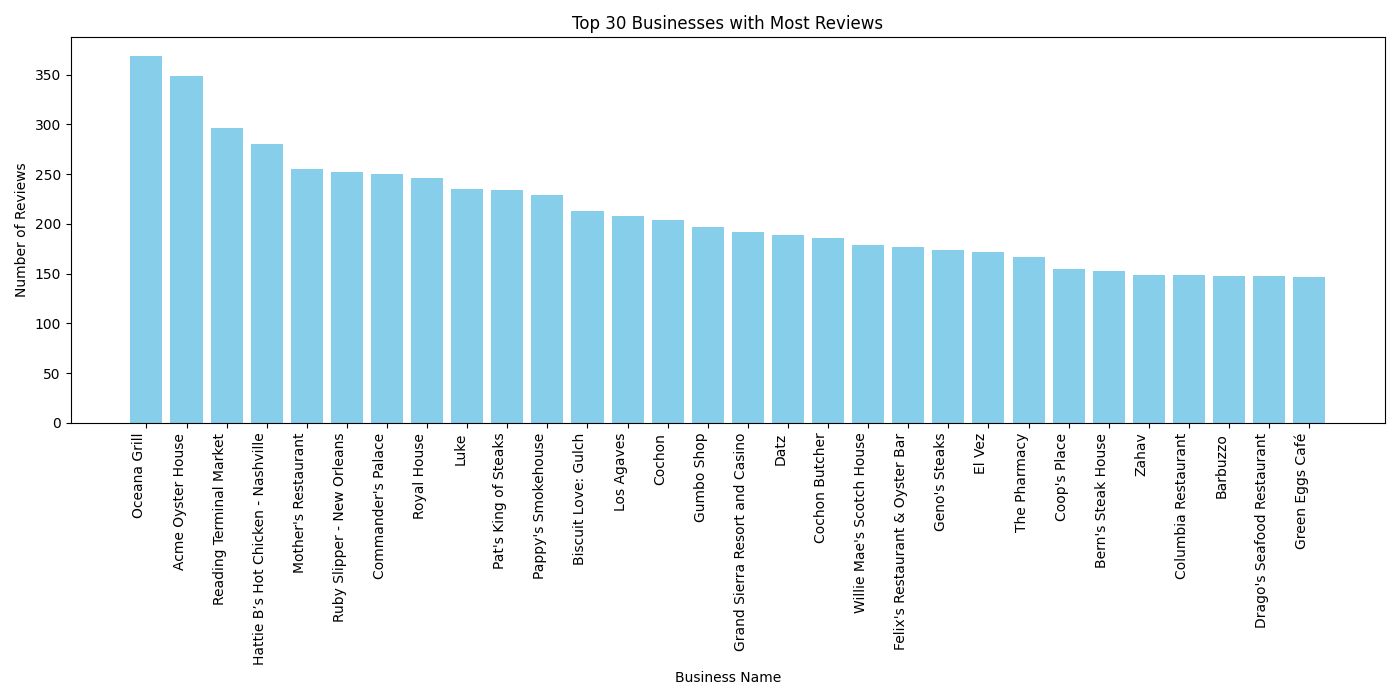 Top 30 Businesses with Most Reviews
Number of Reviews
350
300
250
200
150
100
50
0
Oceana Grill
Acme Oyster House
Reading Terminal Market
Hattie B's Hot Chicken - Nashville
Mother's Restaurant
Ruby Slipper - New Orleans
Commander's Palace
Royal House
Luke
Pat's King of Steaks
Pappy's Smokehouse
Biscuit Love: Gulch
Los Agaves
Cochon
Gumbo Shop
Grand Sierra Resort and Casino
Datz
Cochon Butcher
Willie Mae's Scotch House
Felix's Restaurant & Oyster Bar
Geno's Steaks
El Vez
The Pharmacy
Coop's Place
Bern's Steak House
Zahav
Columbia Restaurant
Barbuzzo
Drago's Seafood Restaurant
Green Eggs Café
Business Name